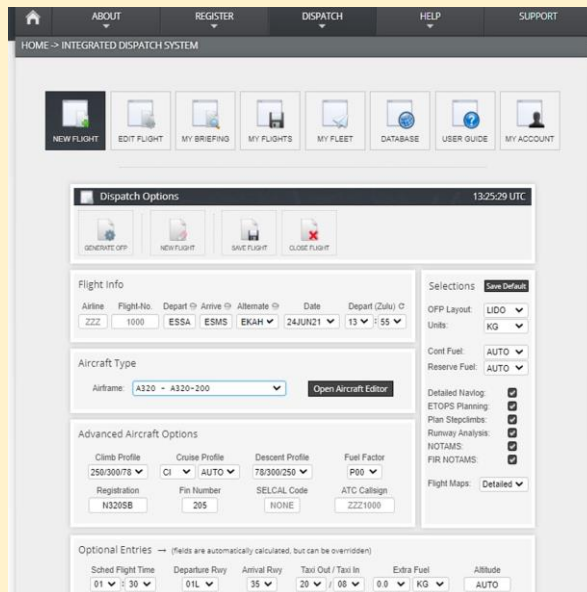 ABOUT REGISTER DISPATCH HELP SUPPORT
HOME -> INTEGRATED DISPATCH SYSTEM
NEW FLIGHT EDIT FLIGHT MY BRIEFING MY FLIGHTS MY FLEET DATABASE USER GUIDE MY ACCOUNT
Dispatch Options 13:25:29 UTC
GENERATE OFP NEW FLIGHT SAVE FLIGHT CLOSE FLIGHT
Flight Info
Airline Flight-No. Depart Arrive Alternate Date Depart (Zulu)
ZZZ 1000 ESSA ESMS EKAH 24JUN21 13 : 55
Aircraft Type
Airframe: A320 - A320-200 Open Aircraft Editor
Advanced Aircraft Options
Climb Profile Cruise Profile Descent Profile Fuel Factor
250/300/78 CI AUTO 78/300/250 P00
Registration Fin Number SELCAL Code ATC Callsign
N320SB 205 NONE ZZZ1000
Selections Save Default
OFP Layout: LIDO
Units: KG
Cont Fuel: AUTO
Reserve Fuel: AUTO
Detailed Navlog:
ETOPS Planning:
Plan Stepclimbs:
Runway Analysis:
NOTAMS:
FIR NOTAMS:
Flight Maps: Detailed
Optional Entries → (fields are automatically calculated, but can be overridden)
Sched Flight Time Departure Rwy Arrival Rwy Taxi Out / Taxi In Extra Fuel Altitude
01 : 30 01L 35 20 / 08 0.0 KG AUTO